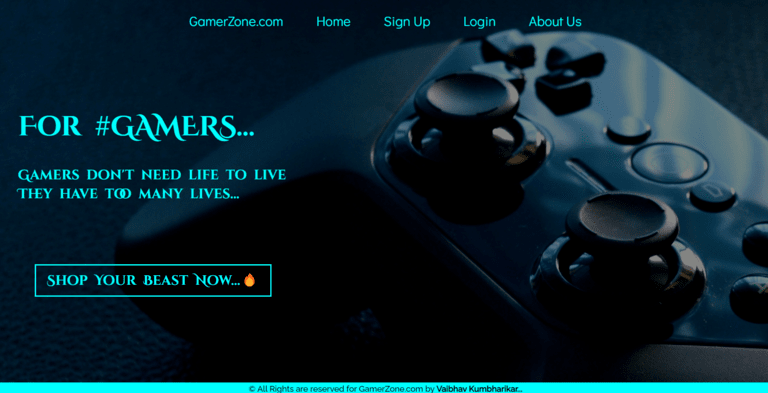 GamerZone.com Home Sign Up Login About Us
For #GAMERS...
Gamers don't need life to live
They have too many lives...
Shop Your Beast Now...🔥
© All Rights are reserved for GamerZone.com by Vaibhav Kumbharikar...